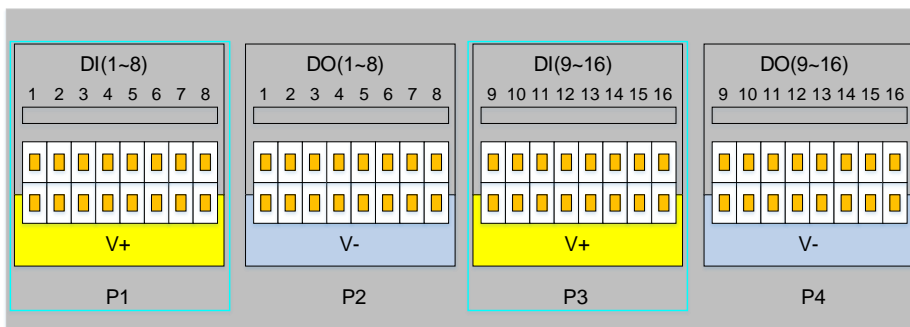 DI(1~8)
1 2 3 4 5 6 7 8
V+
P1
DO(1~8)
1 2 3 4 5 6 7 8
V-
P2
DI(9~16)
9 10 11 12 13 14 15 16
V+
P3
DO(9~16)
9 10 11 12 13 14 15 16
V-
P4